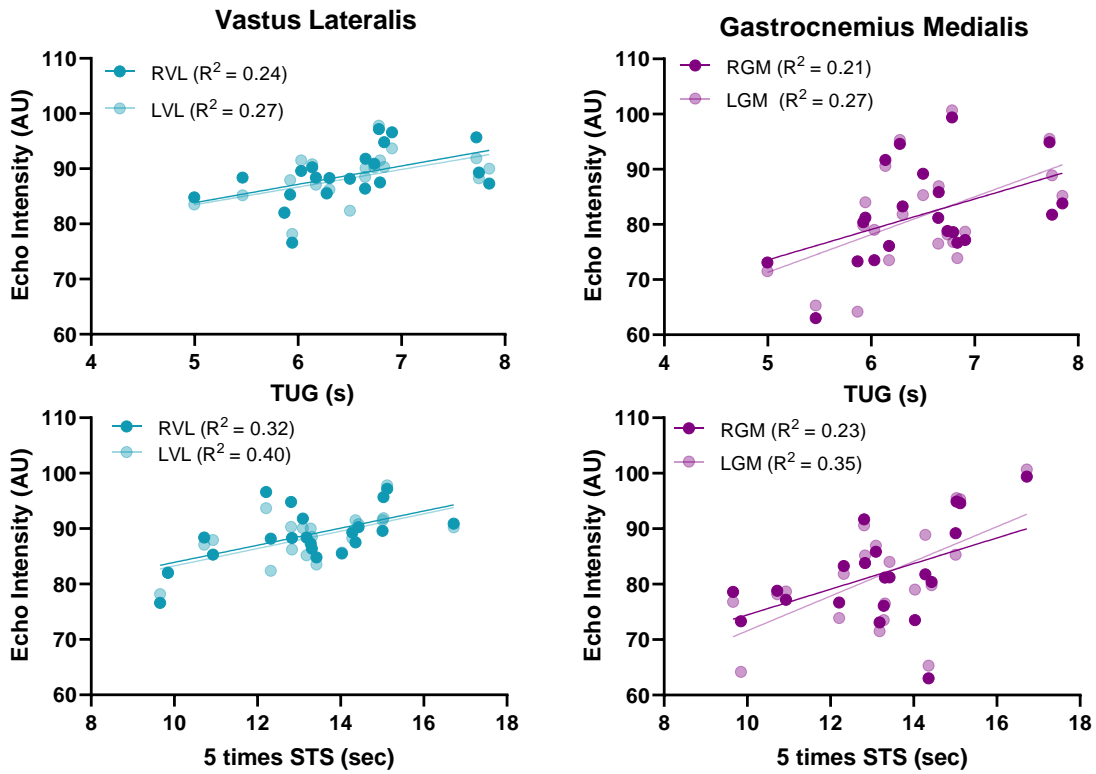 Vastus Lateralis
Gastrocnemius Medialis
RVL (R² = 0.24)
LVL (R² = 0.27)
Echo Intensity (AU)
110
100
90
80
70
60
4
5
6
7
8
TUG (s)
RGM (R² = 0.21)
LGM (R² = 0.27)
Echo Intensity (AU)
110
100
90
80
70
60
4
5
6
7
8
TUG (s)
RVL (R² = 0.32)
LVL (R² = 0.40)
Echo Intensity (AU)
110
100
90
80
70
60
8
10
12
14
16
18
5 times STS (sec)
RGM (R² = 0.23)
LGM (R² = 0.35)
Echo Intensity (AU)
110
100
90
80
70
60
8
10
12
14
16
18
5 times STS (sec)